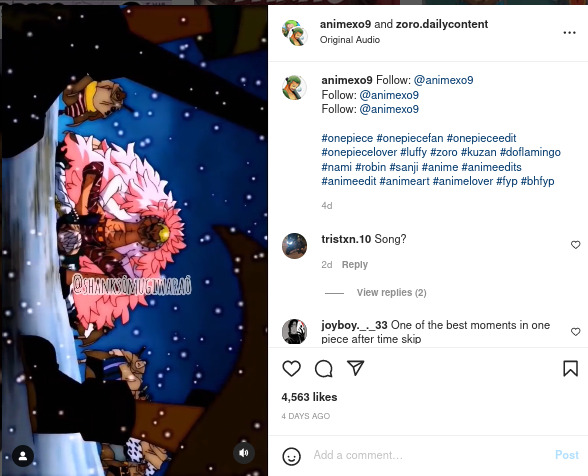 animexo9 and zoro.dailycontent
Original Audio
animexo9 Follow: @animexo9
Follow: @animexo9
Follow: @animexo9
#onepiece #onepiecefan #onepieceedit
#onepiecelover #luffy #zoro #kuzan #doflamingo
#nami #robin #sanji #anime #animeedits
#animeedit #animeart #animelover #fyp #bhfyp
4d
tristxn.10 Song?
2d Reply
View replies (2)
joyboy._._33 One of the best moments in one
piece after time skip
4,563 likes
4 DAYS AGO
Add a comment…
Post